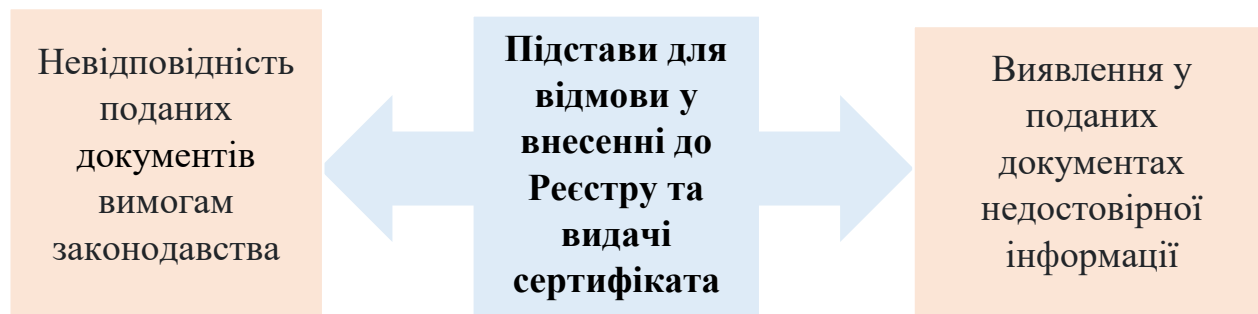 Невідповідність
поданих
документів
вимогам
законодавства
Підстави для
відмови у
внесенні до
Реєстру та
видачі
сертифіката
Виявлення у
поданих
документах
недостовірної
інформації